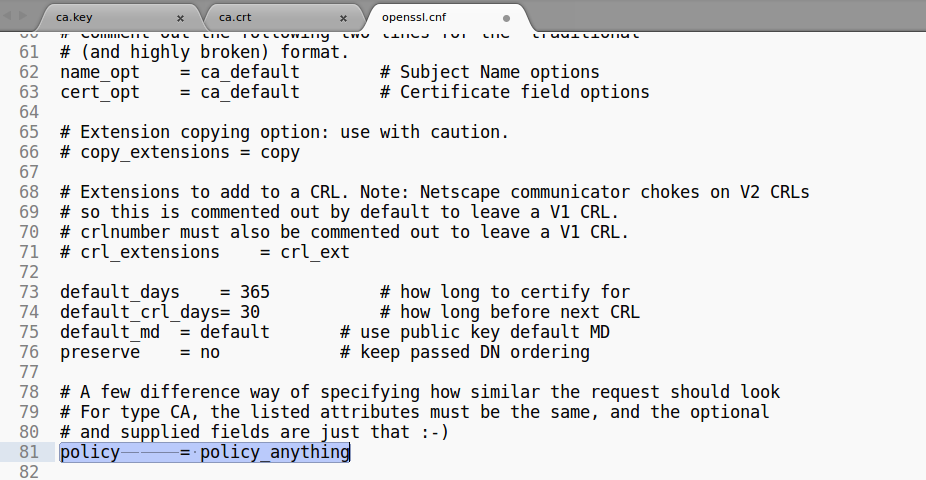 ca.key × ca.crt × openssl.cnf
60 # Comment out the following two lines for the "traditional"
61 # (and highly broken) format.
62 name_opt = ca_default # Subject Name options
63 cert_opt = ca_default # Certificate field options
64
65 # Extension copying option: use with caution.
66 # copy_extensions = copy
67
68 # Extensions to add to a CRL. Note: Netscape communicator chokes on V2 CRLs
69 # so this is commented out by default to leave a V1 CRL.
70 # crlnumber must also be commented out to leave a V1 CRL.
71 # crl_extensions = crl_ext
72
73 default_days = 365 # how long to certify for
74 default_crl_days= 30 # how long before next CRL
75 default_md = default # use public key default MD
76 preserve = no # keep passed DN ordering
77
78 # A few difference way of specifying how similar the request should look
79 # For type CA, the listed attributes must be the same, and the optional
80 # and supplied fields are just that :-)
81 policy = policy_anything
82